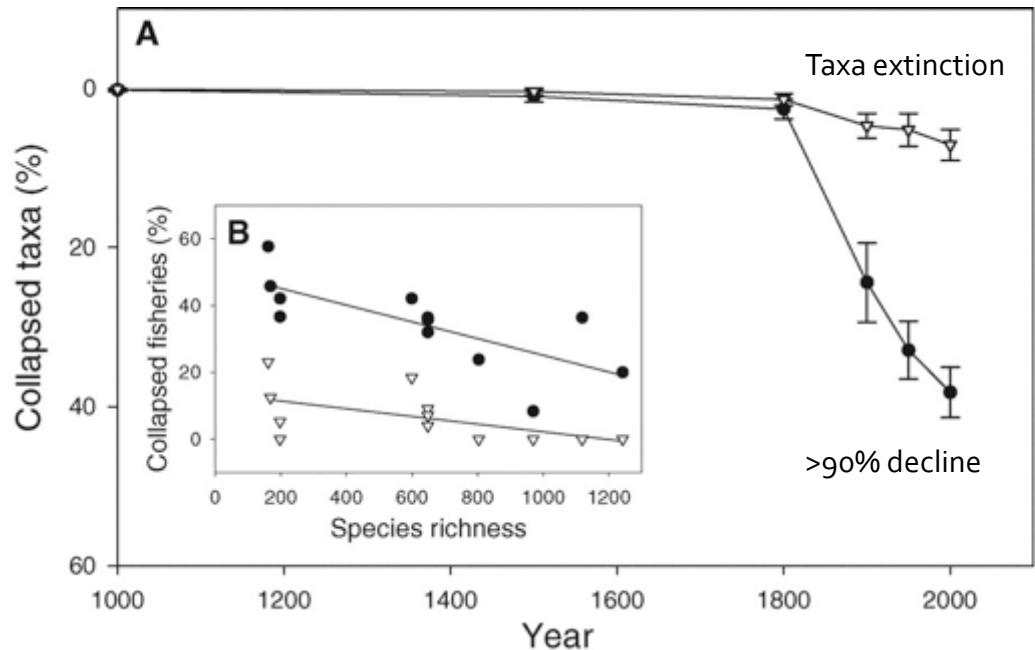 A
Taxa extinction
0
20
40
60
Collapsed taxa (%)
B
Collapsed fisheries (%)
60
40
20
0
0 200 400 600 800 1000 1200
Species richness
>90% decline
1000 1200 1400 1600 1800 2000
Year